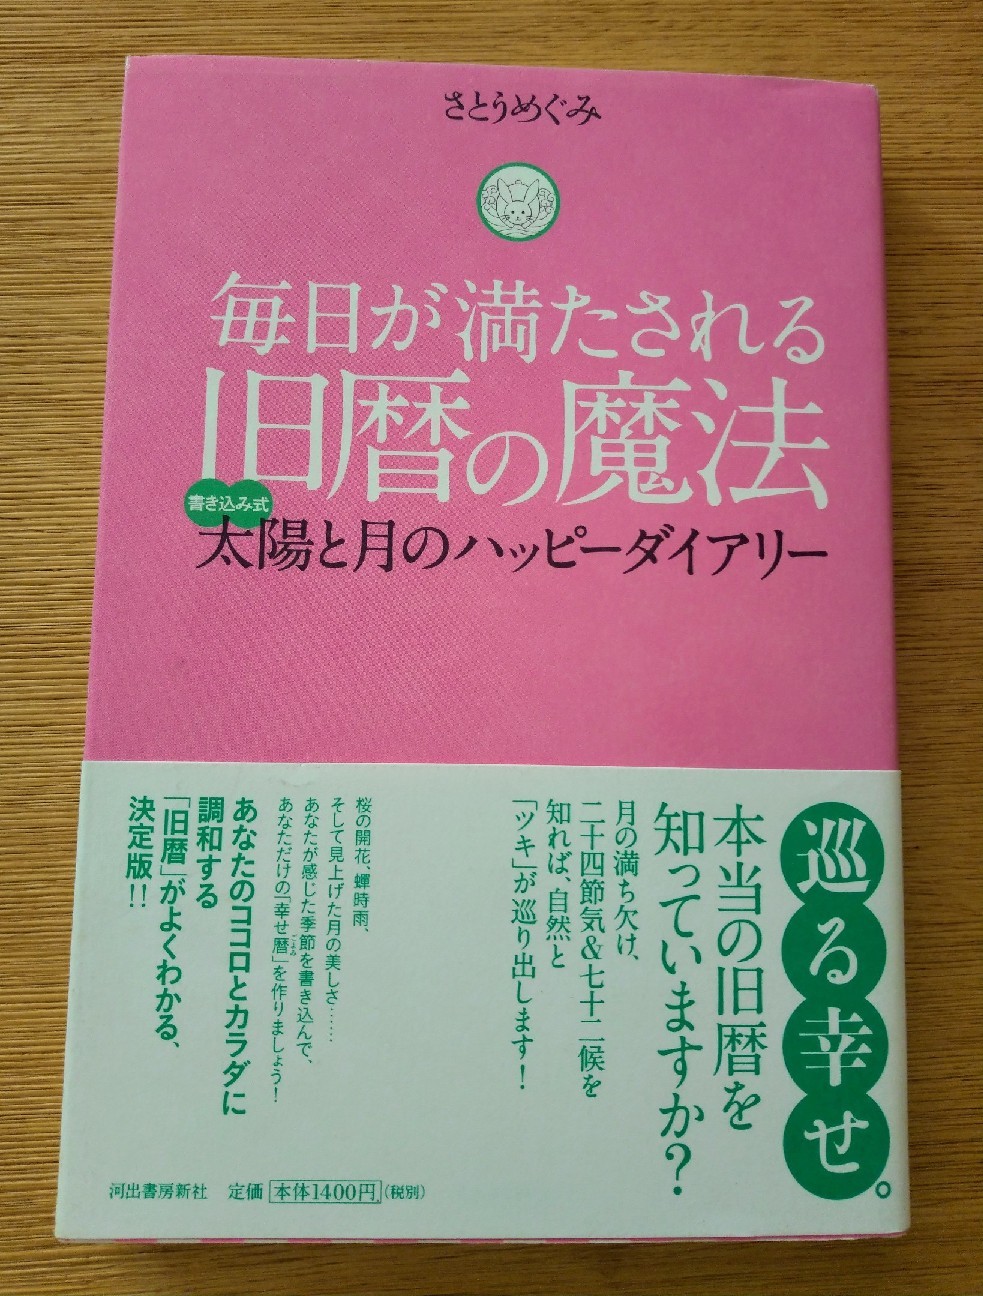 さとうめぐみ
毎日が満たされる
旧暦の魔法
書き込み式
太陽と月のハッピーダイアリー
巡る幸せ。
本当の旧暦を
知っていますか?
月の満ち欠け、
二十四節気&七十二候を
知れば、自然と
「ツキ」が巡り出します!
桜の開花、蟬時雨、
そして見上げた月の美しさ……
あなたが感じた季節を書き込んで、
あなただけの「幸せ暦」を作りましょう!
ごよみ
あなたのココロとカラダに
調和する
「旧暦」がよくわかる、
決定版!!
河出書房新社 定価 本体1400円(税別)